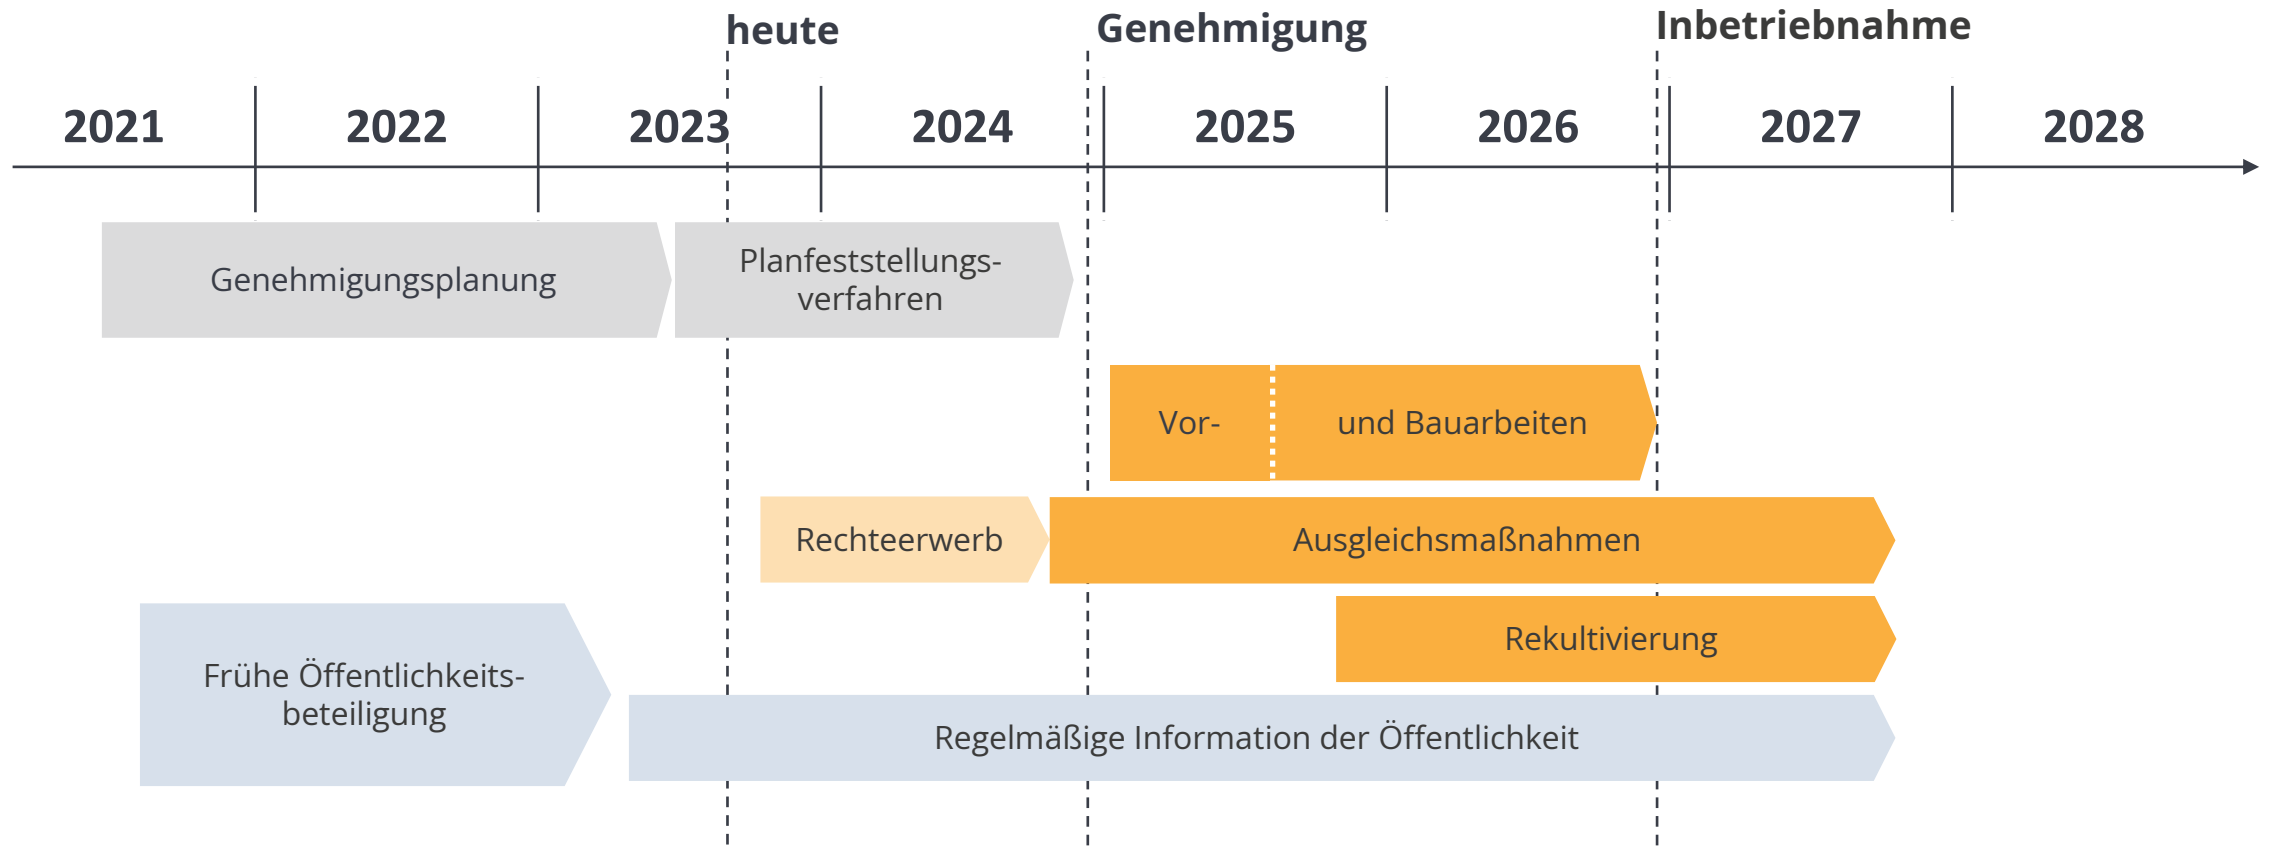 heute
Genehmigung
Inbetriebnahme
2021
2022
2023
2024
2025
2026
2027
2028
Genehmigungsplanung
Planfeststellungs-
verfahren
Vor-
und Bauarbeiten
Rechteerwerb
Ausgleichsmaßnahmen
Rekultivierung
Frühe Öffentlichkeits-
beteiligung
Regelmäßige Information der Öffentlichkeit